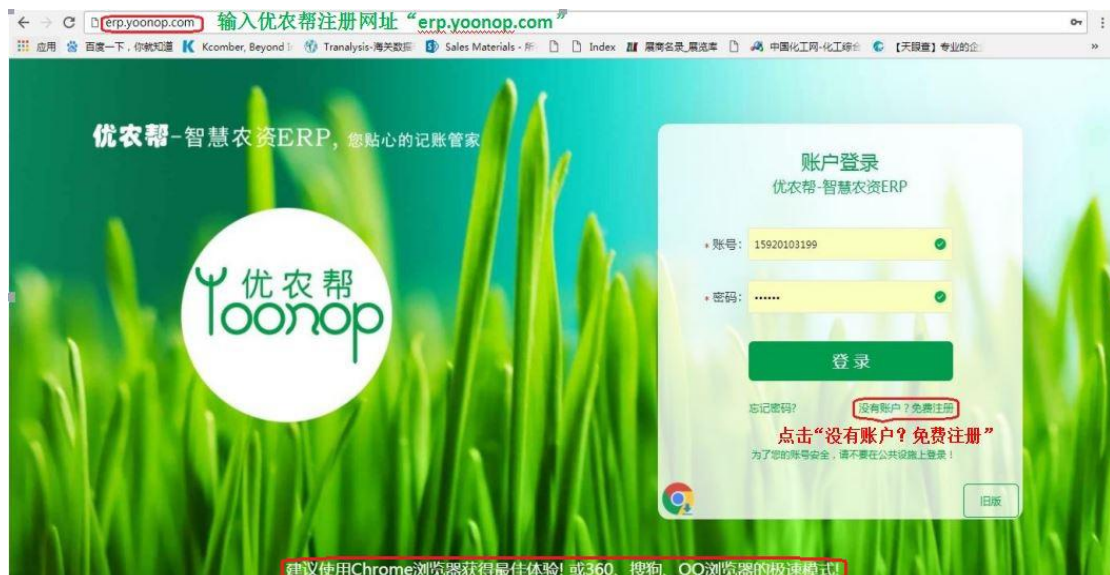 erp.yoonop.com 输入优农帮注册网址“erp.yoonop.com”
应用 百度一下，你就知道 Kcomber, Beyond Tranalysis-海关数据 Sales Materials - 所 Index 展商名录_展览库 中国化工网-化工综合 【天眼查】专业的企
优农帮-智慧农资ERP，您贴心的记账管家
优农帮
Yoonop
账户登录
优农帮-智慧农资ERP
账号： 15920103199
密码： ••••••
登录
忘记密码? 没有账户？免费注册
点击“没有账户？免费注册”
为了您的账号安全，请不要在公共设施上登录！
旧版
建议使用Chrome浏览器获得最佳体验! 或360、搜狗、QQ浏览器的极速模式!